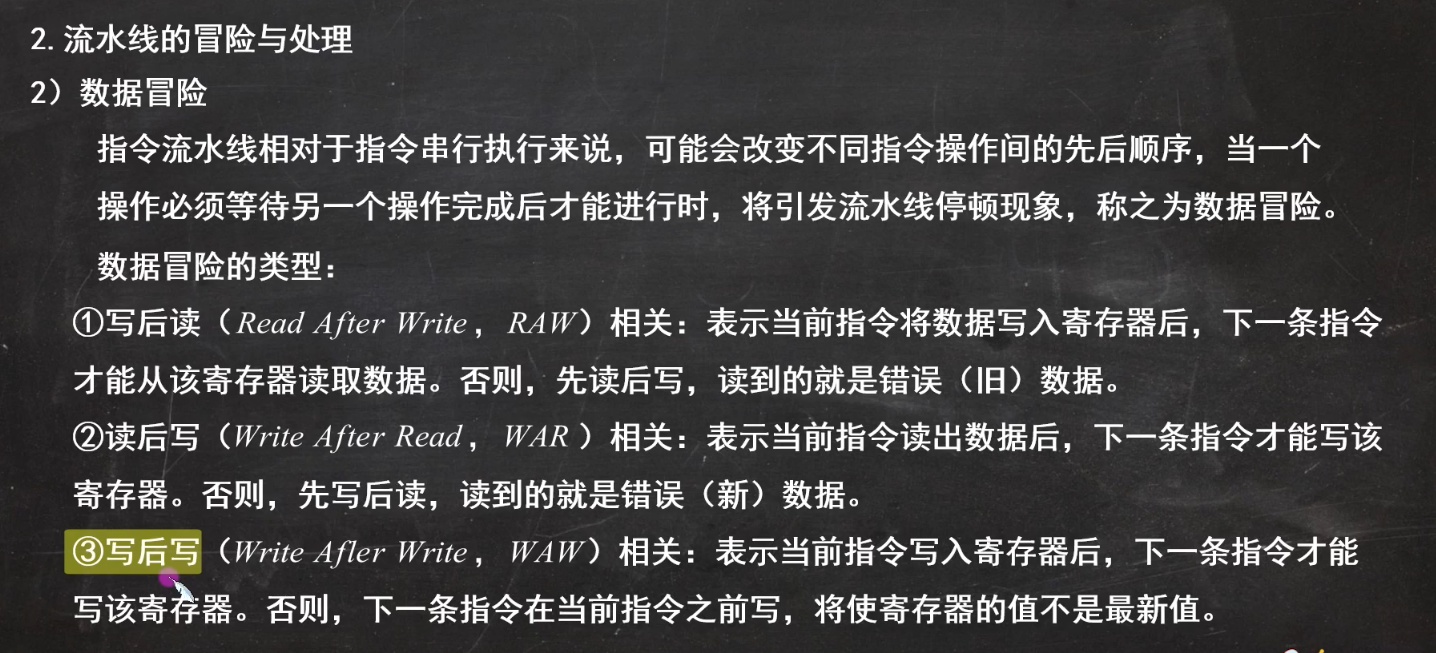 2.流水线的冒险与处理
2）数据冒险
指令流水线相对于指令串行执行来说，可能会改变不同指令操作间的先后顺序，当一个
操作必须等待另一个操作完成后才能进行时，将引发流水线停顿现象，称之为数据冒险。
数据冒险的类型：
①写后读（Read After Write，RAW）相关：表示当前指令将数据写入寄存器后，下一条指令
才能从该寄存器读取数据。否则，先读后写，读到的就是错误（旧）数据。
②读后写（Write After Read，WAR）相关：表示当前指令读出数据后，下一条指令才能写该
寄存器。否则，先写后读，读到的就是错误（新）数据。
③写后写（Write Afler Write，WAW）相关：表示当前指令写入寄存器后，下一条指令才能
写该寄存器。否则，下一条指令在当前指令之前写，将使寄存器的值不是最新值。